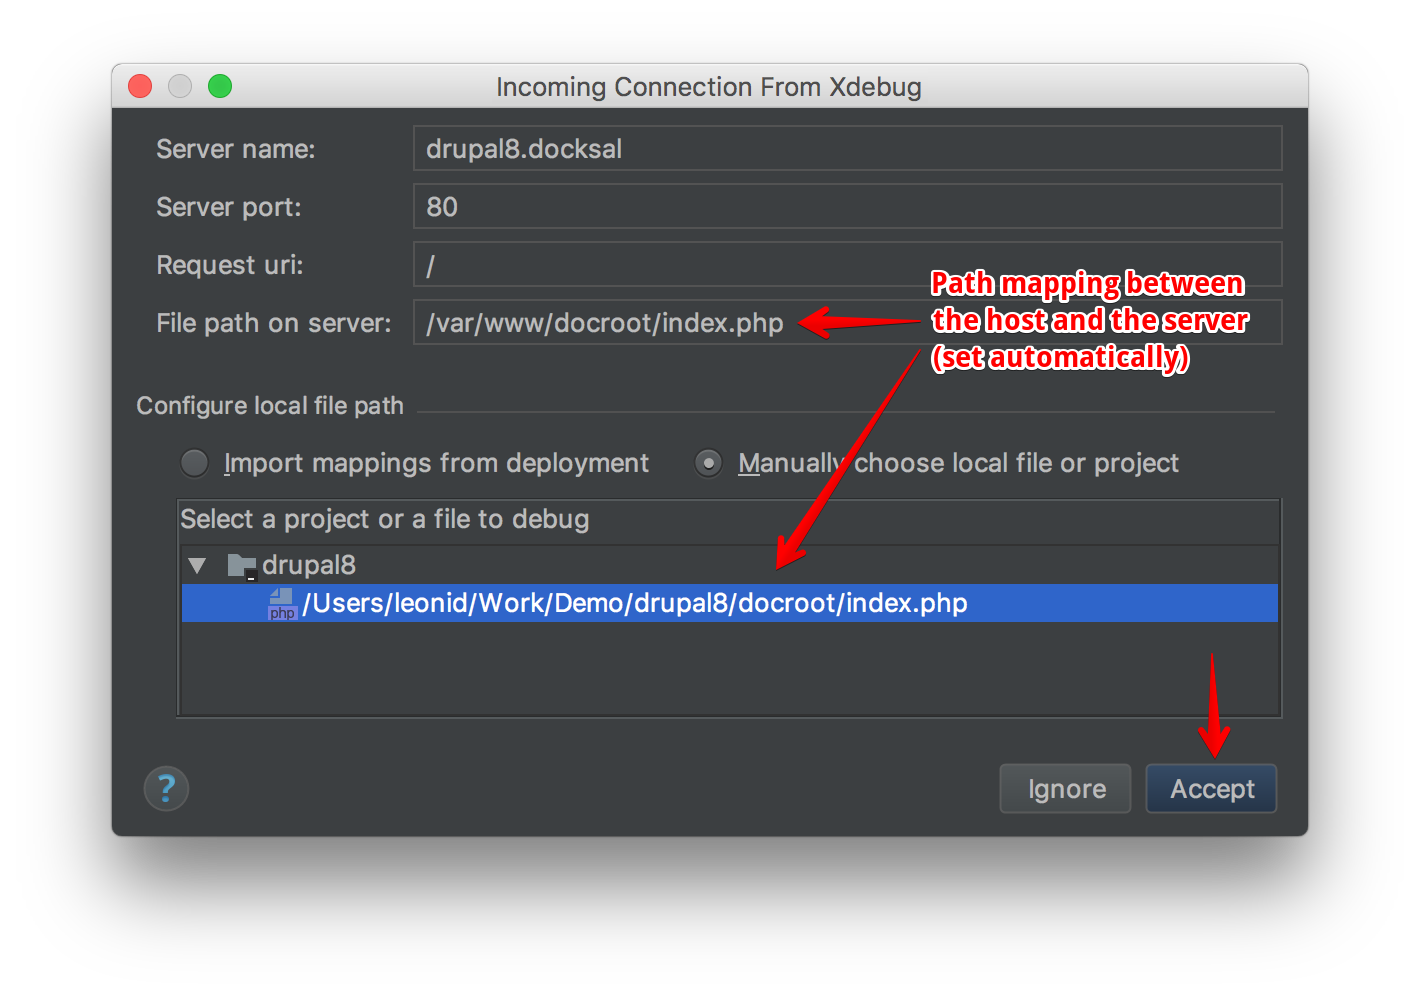 Incoming Connection From Xdebug
Server name: drupal8.docksal
Server port: 80
Request uri: /
File path on server: /var/www/docroot/index.php
Path mapping between
the host and the server
(set automatically)
Configure local file path
Import mappings from deployment
Manually choose local file or project
Select a project or a file to debug
drupal8
php /Users/leonid/Work/Demo/drupal8/docroot/index.php
?
Ignore
Accept